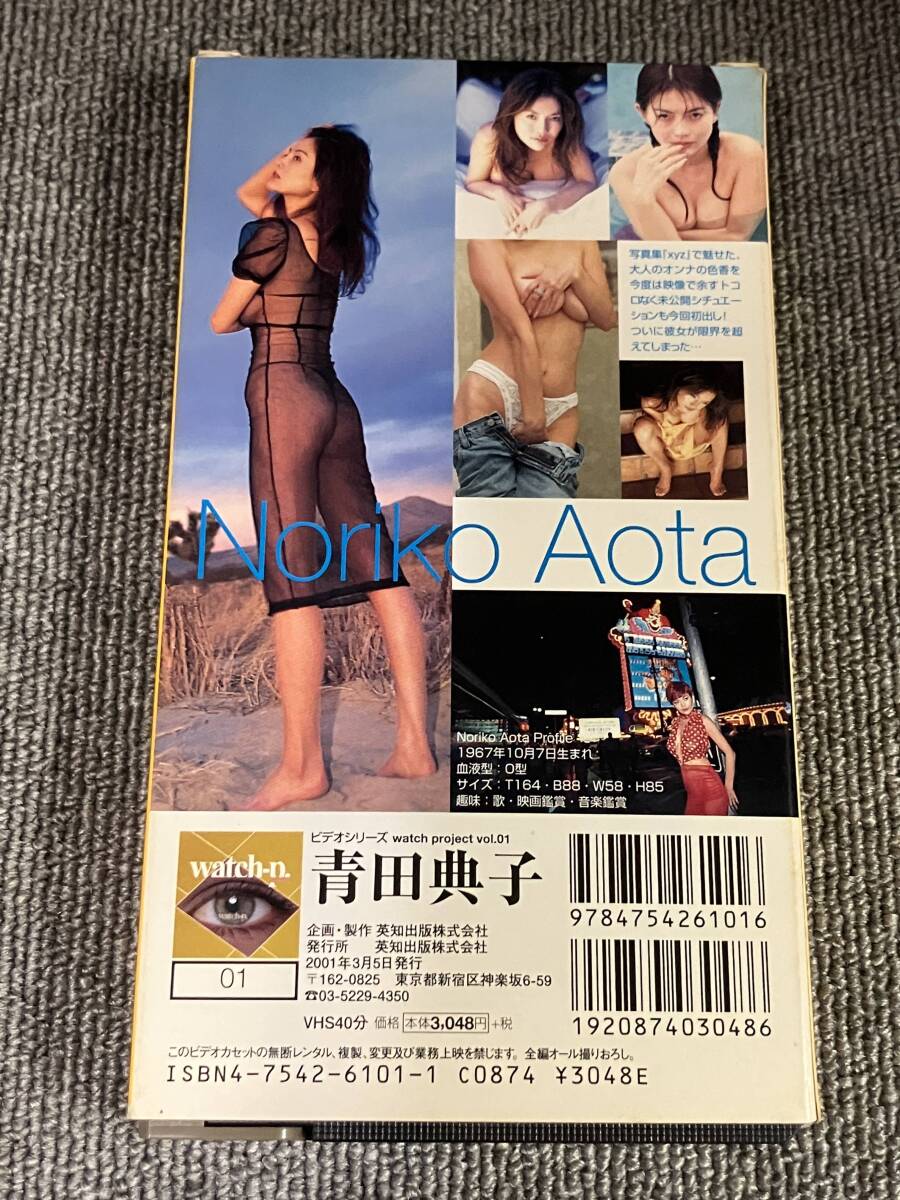 写真集『xyz』で魅せた、
大人のオンナの色香を
今度は映像で余すトコ
ロなく未公開シチュエー
ションも今回初出し!
ついに彼女が限界を超
えてしまった…
Noriko Aota
Noriko Aota Profile
1967年10月7日生まれ
血液型：O型
サイズ：T164・B88・W58・H85
趣味：歌・映画鑑賞・音楽鑑賞
ビデオシリーズ watch project vol.01
青田典子
watch-n.
watch-n.
01
企画・製作 英知出版株式会社
発行所 英知出版株式会社
2001年3月5日発行
〒162-0825 東京都新宿区神楽坂6-59
☎03-5229-4350
VHS40分 価格 本体3,048円 +税
9784754261016
1920874030486
このビデオカセットの無断レンタル、複製、変更及び業務上映を禁じます。 全編オール撮りおろし。
ISBN4-7542-6101-1 C0874 ¥3048E